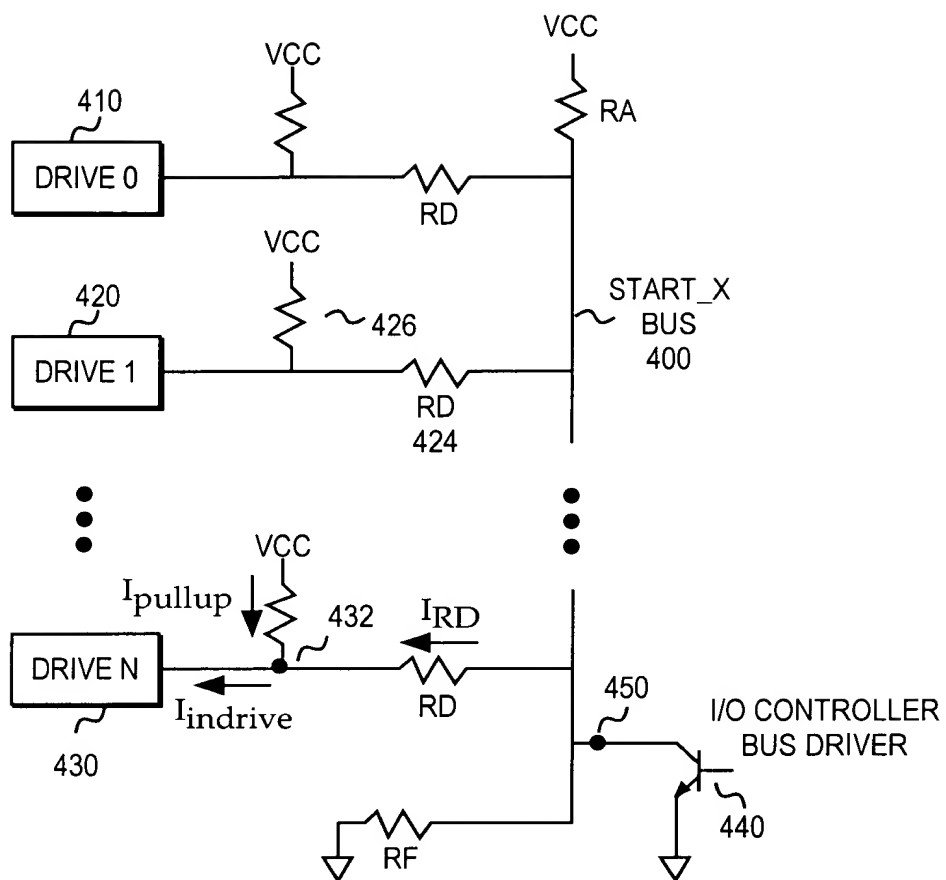 VCC
VCC
410
RA
DRIVE 0
RD
VCC
420
426
START_X
BUS
400
DRIVE 1
RD
424
VCC
Ipullup
432
IRD
DRIVE N
Iindrive
RD
430
450
I/O CONTROLLER
BUS DRIVER
440
RF